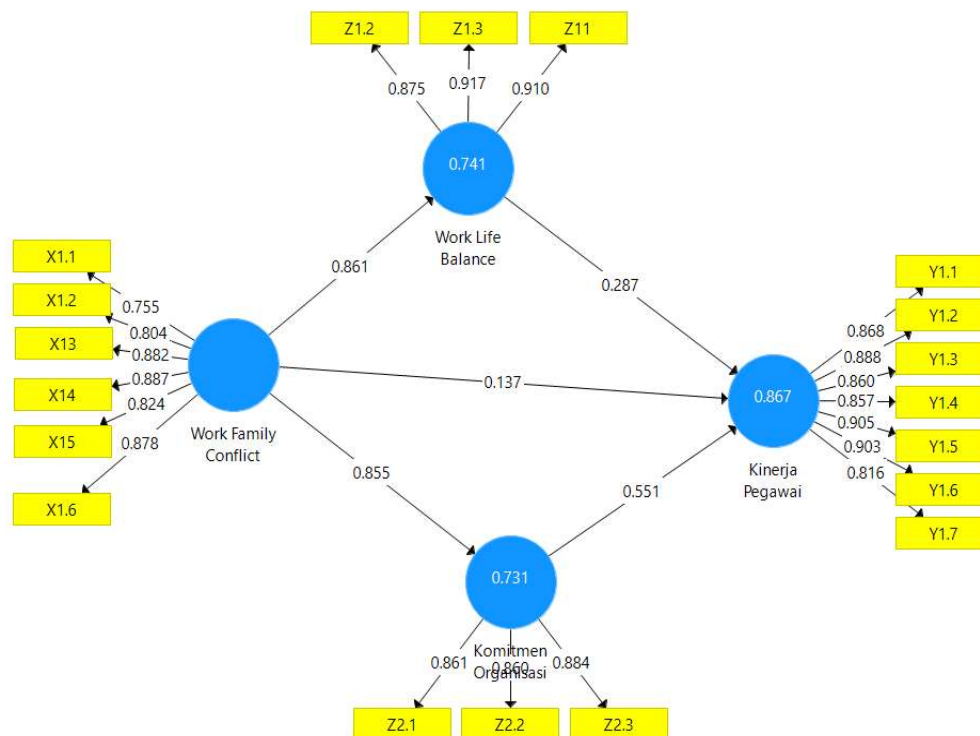 Z1.2
Z1.3
Z11
0.875
0.917
0.910
0.741
Work Life
Balance
0.861
0.287
X1.1
X1.2
X13
X14
X15
X1.6
0.755
0.804
0.882
0.887
0.824
0.878
Work Family
Conflict
0.137
0.867
Kinerja
Pegawai
Y1.1
Y1.2
Y1.3
Y1.4
Y1.5
Y1.6
Y1.7
0.868
0.888
0.860
0.857
0.905
0.903
0.816
0.855
0.551
0.731
Komitmen
Organisasi
0.861
0.860
0.884
Z2.1
Z2.2
Z2.3